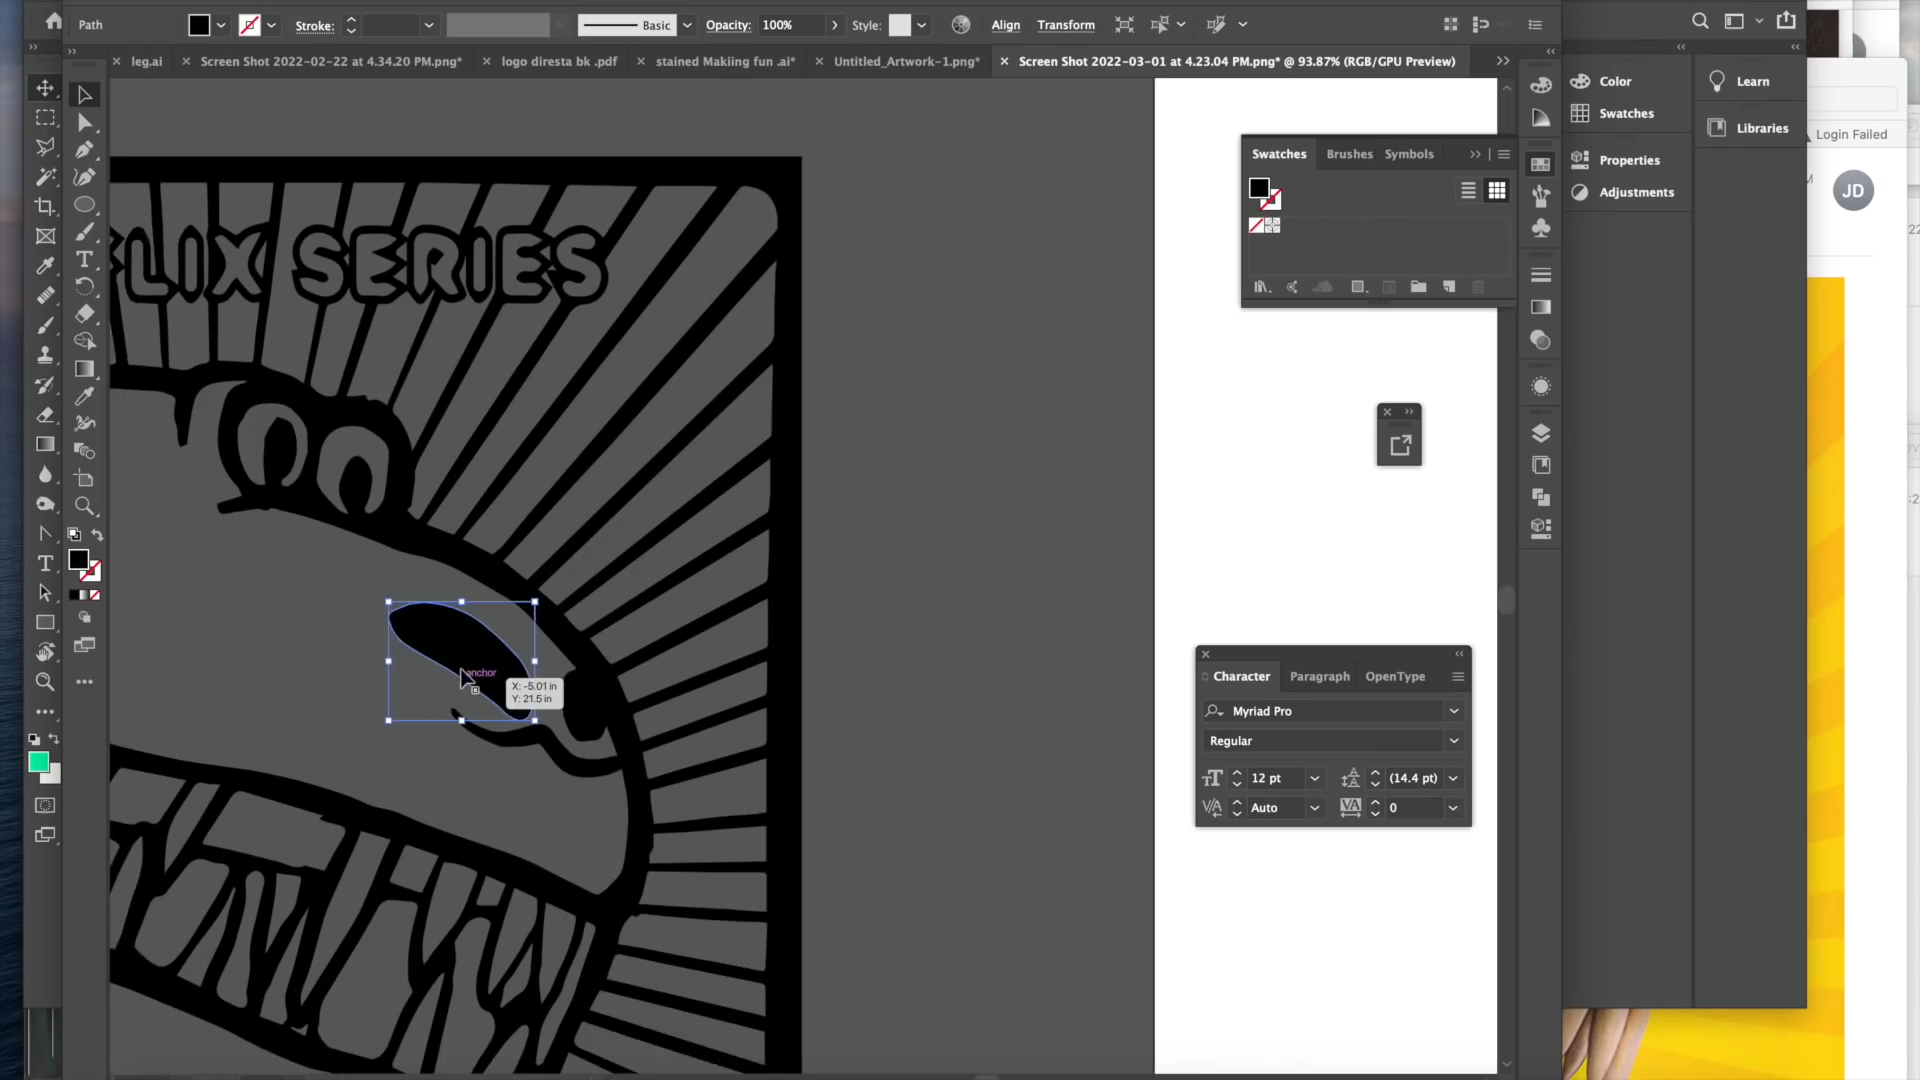 Path
Stroke:
Basic
Opacity:
100%
Style:
Align
Transform
leg.ai
Screen Shot 2022-02-22 at 4.34.20 PM.png*
logo diresta bk .pdf
stained Makiing fun .ai*
Untitled_Artwork-1.png*
Screen Shot 2022-03-01 at 4.23.04 PM.png* @ 93.87% (RGB/GPU Preview)
Color
Swatches
Properties
Adjustments
Learn
Libraries
Login Failed
JD
Swatches
Brushes
Symbols
LIX SERIES
anchor
X: -5.01 in
Y: 21.5 in
Character
Paragraph
OpenType
Myriad Pro
Regular
12 pt
(14.4 pt)
Auto
0